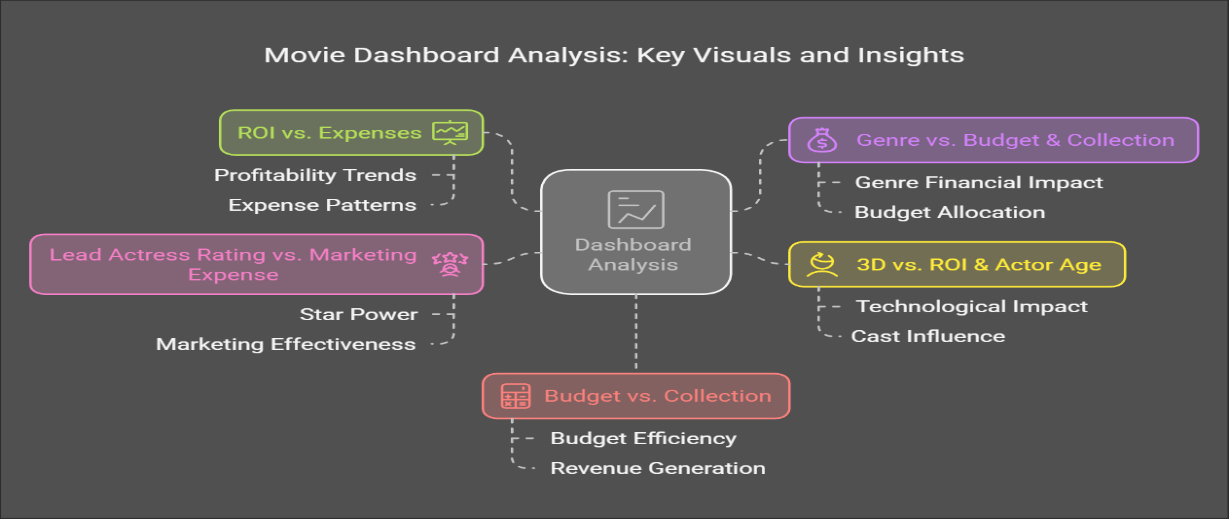 Movie Dashboard Analysis: Key Visuals and Insights
ROI vs. Expenses
Profitability Trends
Expense Patterns
Lead Actress Rating vs. Marketing
Expense
Star Power
Marketing Effectiveness
Dashboard
Analysis
Genre vs. Budget & Collection
Genre Financial Impact
Budget Allocation
3D vs. ROI & Actor Age
Technological Impact
Cast Influence
Budget vs. Collection
Budget Efficiency
Revenue Generation